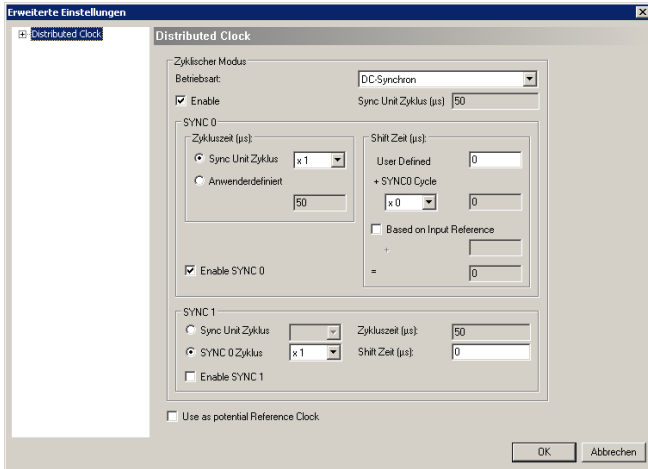 Erweiterte Einstellungen
Distributed Clock
Distributed Clock
Zyklischer Modus
Betriebsart: DC-Synchron
Enable Sync Unit Zyklus (µs) 50
SYNC 0
Zykluszeit (µs):
Sync Unit Zyklus x 1
Anwenderdefiniert
50
Shift Zeit (µs):
User Defined 0
+ SYNC0 Cycle
x 0 0
Based on Input Reference
+
= 0
Enable SYNC 0
SYNC 1
Sync Unit Zyklus Zykluszeit (µs): 50
SYNC 0 Zyklus x 1 Shift Zeit (µs): 0
Enable SYNC 1
Use as potential Reference Clock
OK Abbrechen